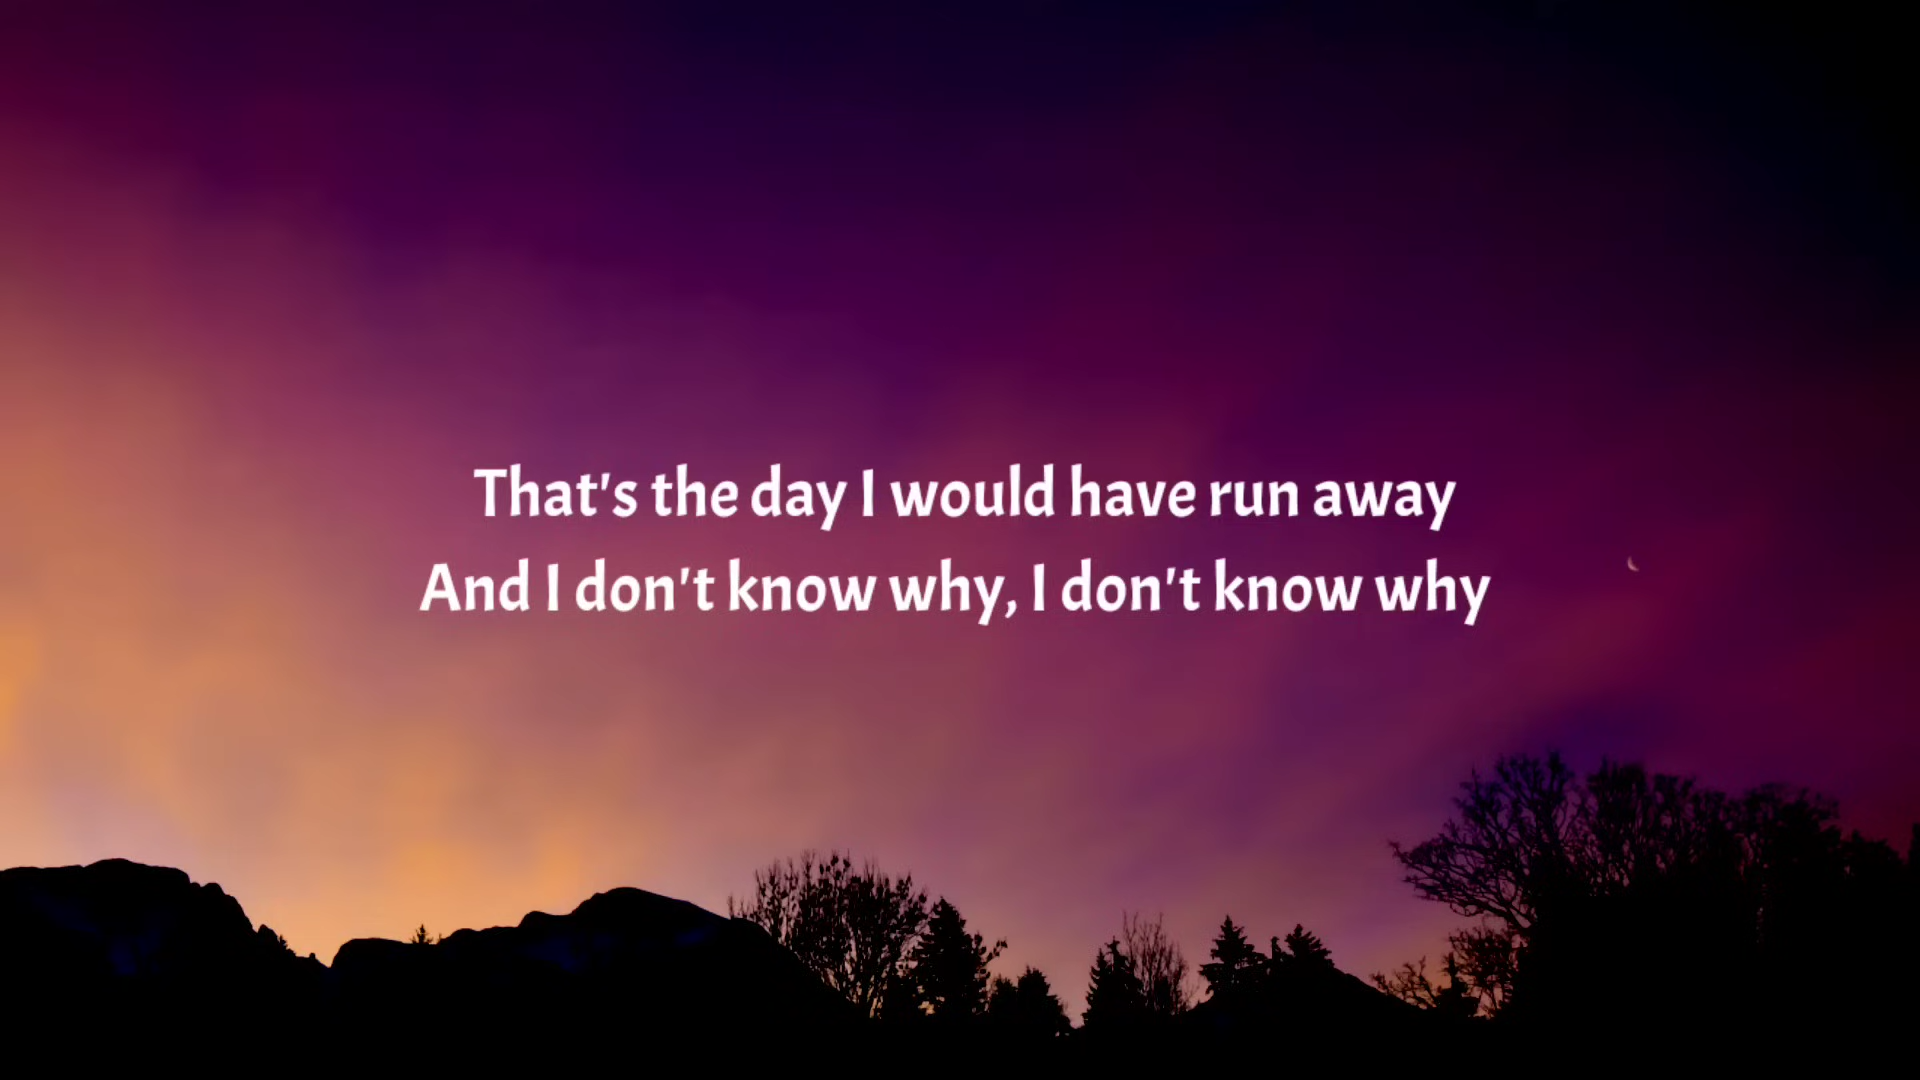 That's the day I would have run away
And I don't know why, I don't know why